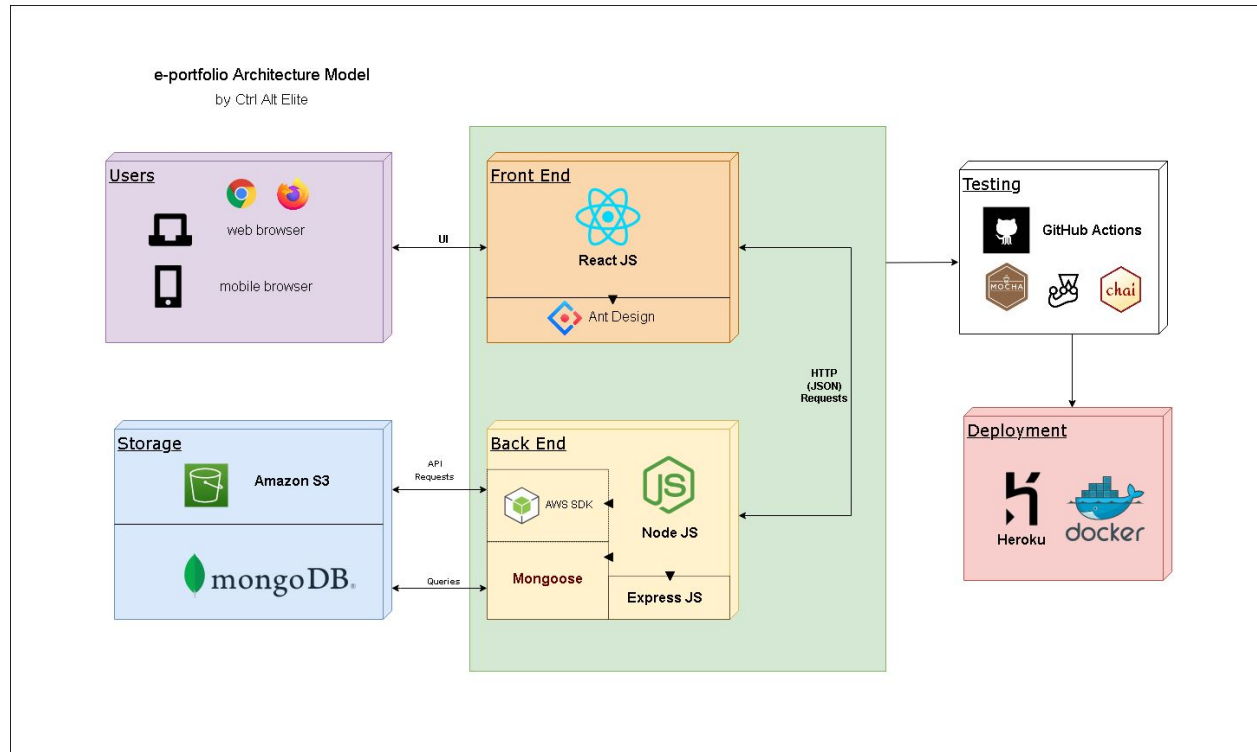 e-portfolio Architecture Model
by Ctrl Alt Elite
Users
web browser
mobile browser
UI
Front End
React JS
Ant Design
HTTP
(JSON)
Requests
Testing
GitHub Actions
MOCHA
chai
Storage
Amazon S3
mongoDB®
API
Requests
Queries
Back End
AWS SDK
JS
Node JS
Mongoose
Express JS
Deployment
Heroku
docker